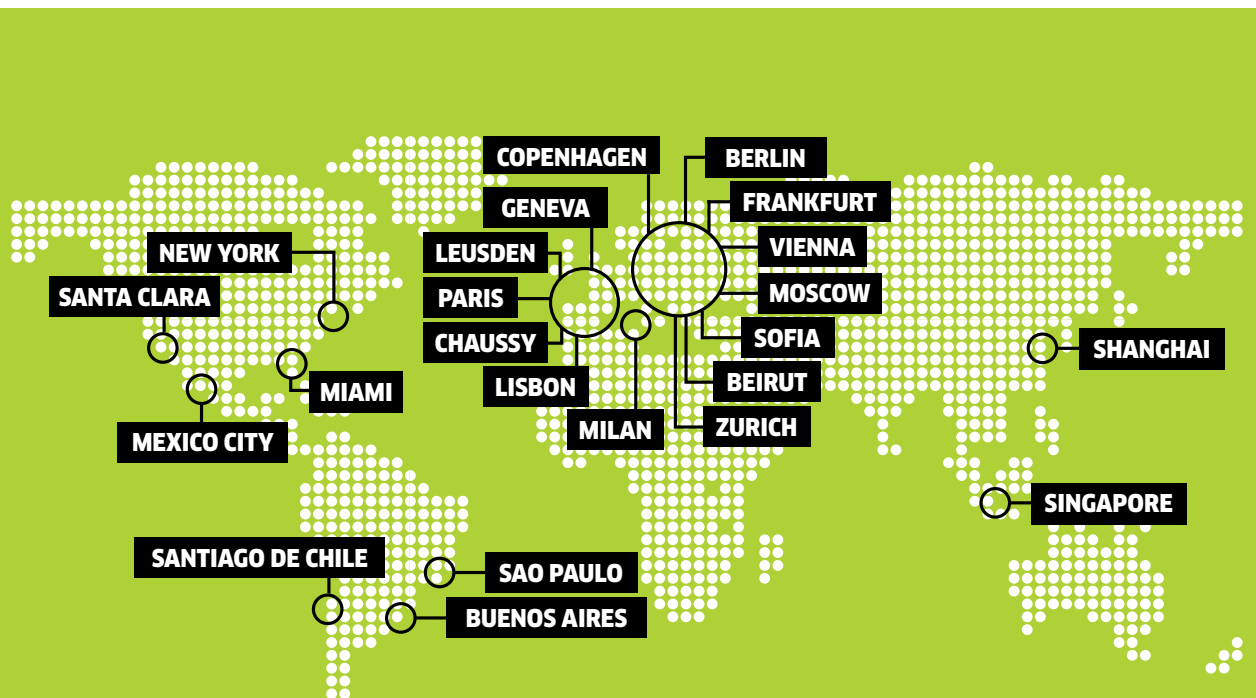 COPENHAGEN
BERLIN
GENEVA
FRANKFURT
NEW YORK
LEUSDEN
VIENNA
SANTA CLARA
PARIS
MOSCOW
CHAUSSY
SOFIA
SHANGHAI
MIAMI
LISBON
BEIRUT
MEXICO CITY
MILAN
ZURICH
SINGAPORE
SANTIAGO DE CHILE
SAO PAULO
BUENOS AIRES